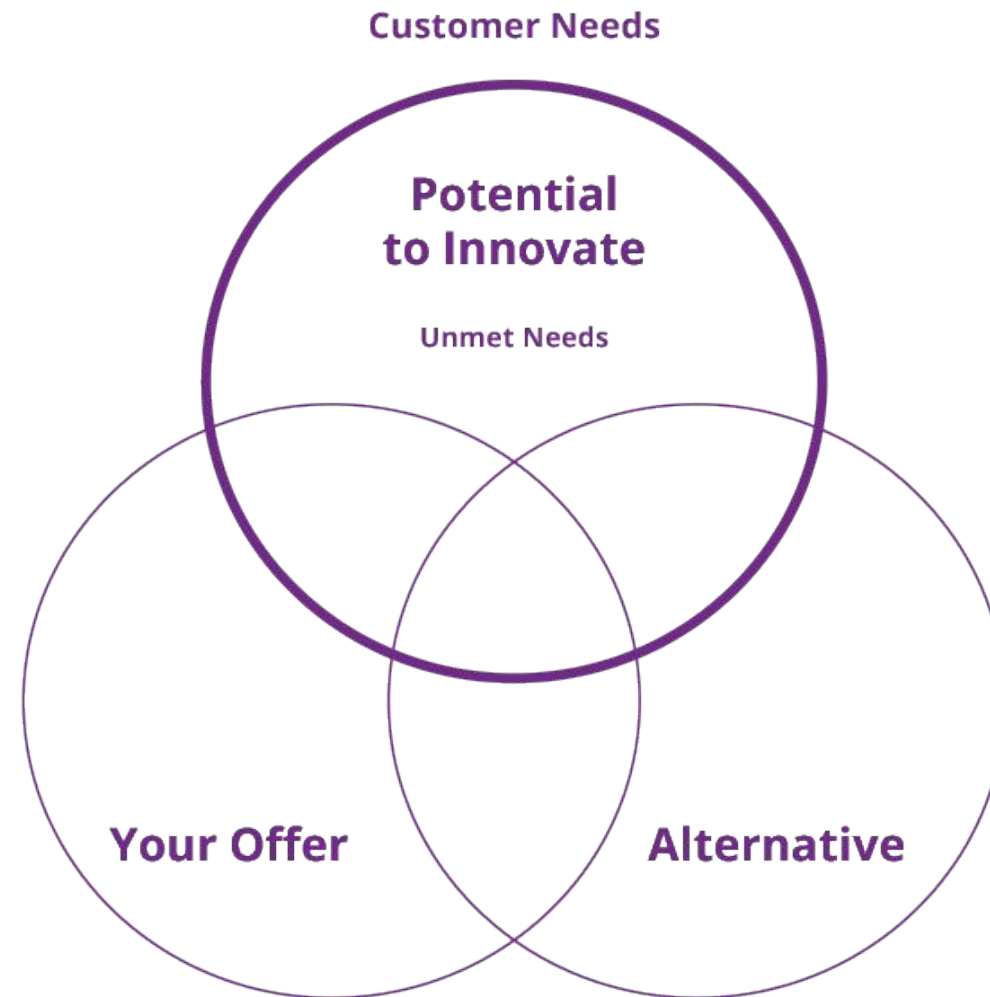 Customer Needs
Potential
to Innovate
Unmet Needs
Your Offer
Alternative